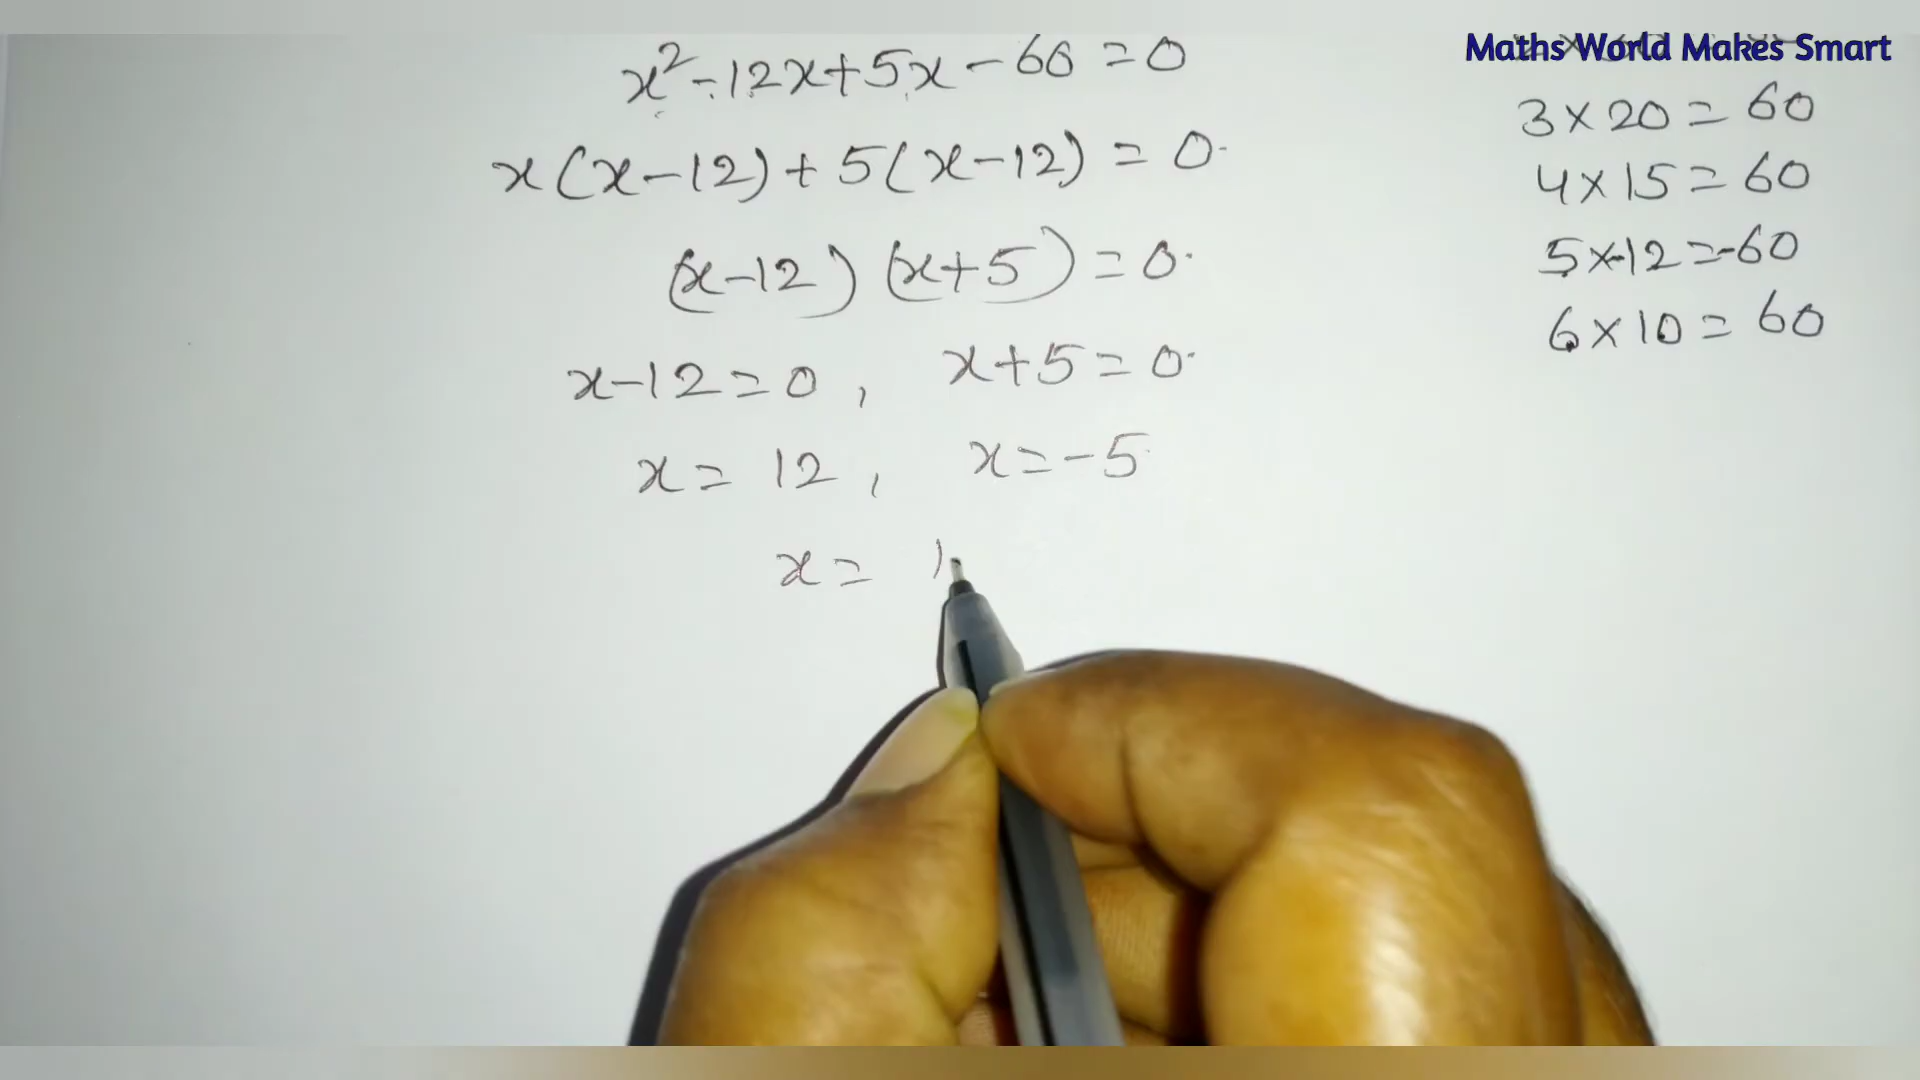 Maths World Makes Smart
x² - 12x + 5x - 60 = 0
x(x-12) + 5(x-12) = 0.
(x-12) (x+5) = 0.
x-12 = 0 , x+5 = 0.
x = 12 , x = -5
x = 1
3 × 20 = 60
4 × 15 = 60
5 × -12 = -60
6 × 10 = 60